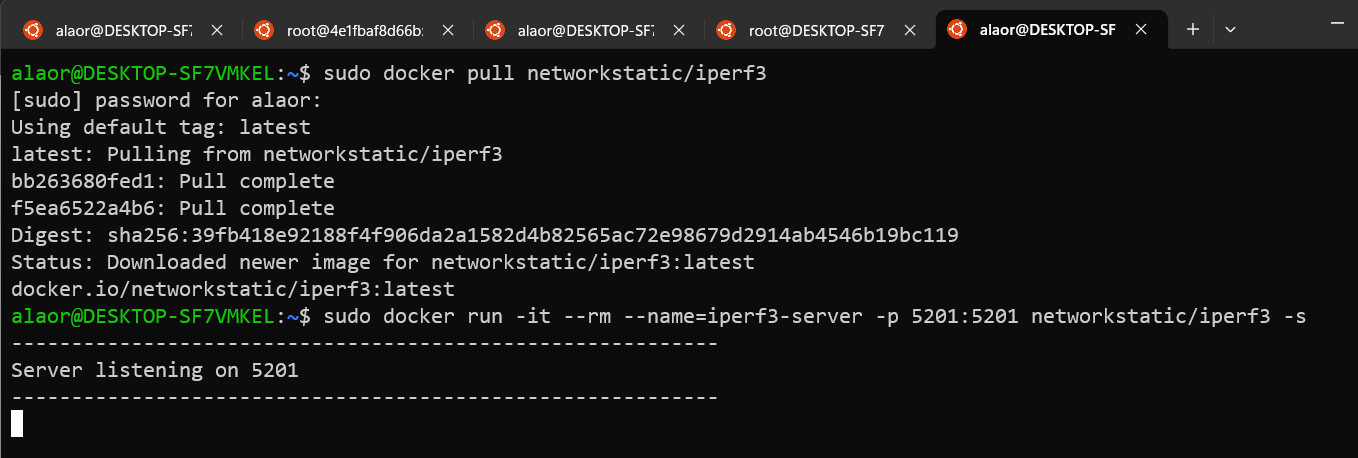 alaor@DESKTOP-SF7
root@4e1fbaf8d66b:
alaor@DESKTOP-SF7
root@DESKTOP-SF7
alaor@DESKTOP-SF
alaor@DESKTOP-SF7VMKEL:~$ sudo docker pull networkstatic/iperf3
[sudo] password for alaor:
Using default tag: latest
latest: Pulling from networkstatic/iperf3
bb263680fed1: Pull complete
f5ea6522a4b6: Pull complete
Digest: sha256:39fb418e92188f4f906da2a1582d4b82565ac72e98679d2914ab4546b19bc119
Status: Downloaded newer image for networkstatic/iperf3:latest
docker.io/networkstatic/iperf3:latest
alaor@DESKTOP-SF7VMKEL:~$ sudo docker run -it --rm --name=iperf3-server -p 5201:5201 networkstatic/iperf3 -s
-----------------------------------------------------------
Server listening on 5201
-----------------------------------------------------------